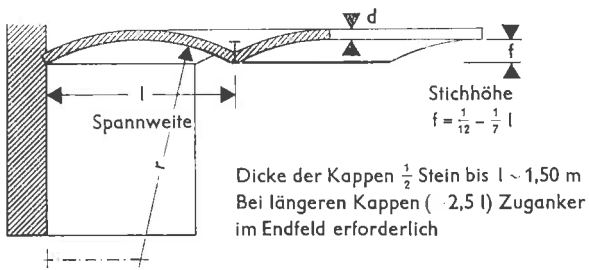 d
f
l
Spannweite
r
Stichhöhe
f = 1/12 – 1/7 l
Dicke der Kappen 1/2 Stein bis l ~ 1,50 m
Bei längeren Kappen ( 2,5 l) Zuganker
im Endfeld erforderlich